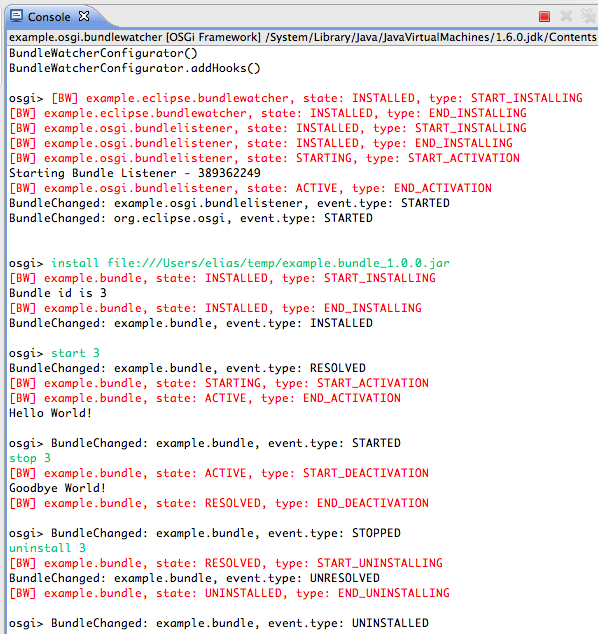 Console
example.osgi.bundlewatcher [OSGi Framework] /System/Library/Java/JavaVirtualMachines/1.6.0.jdk/Contents
BundleWatcherConfigurator()
BundleWatcherConfigurator.addHooks()
osgi> [BW] example.eclipse.bundlewatcher, state: INSTALLED, type: START_INSTALLING
[BW] example.eclipse.bundlewatcher, state: INSTALLED, type: END_INSTALLING
[BW] example.osgi.bundlelistener, state: INSTALLED, type: START_INSTALLING
[BW] example.osgi.bundlelistener, state: INSTALLED, type: END_INSTALLING
[BW] example.osgi.bundlelistener, state: STARTING, type: START_ACTIVATION
Starting Bundle Listener - 389362249
[BW] example.osgi.bundlelistener, state: ACTIVE, type: END_ACTIVATION
BundleChanged: example.osgi.bundlelistener, event.type: STARTED
BundleChanged: org.eclipse.osgi, event.type: STARTED
osgi> install file:///Users/elias/temp/example.bundle_1.0.0.jar
[BW] example.bundle, state: INSTALLED, type: START_INSTALLING
Bundle id is 3
[BW] example.bundle, state: INSTALLED, type: END_INSTALLING
BundleChanged: example.bundle, event.type: INSTALLED
osgi> start 3
BundleChanged: example.bundle, event.type: RESOLVED
[BW] example.bundle, state: STARTING, type: START_ACTIVATION
[BW] example.bundle, state: ACTIVE, type: END_ACTIVATION
Hello World!
osgi> BundleChanged: example.bundle, event.type: STARTED
stop 3
[BW] example.bundle, state: ACTIVE, type: START_DEACTIVATION
Goodbye World!
[BW] example.bundle, state: RESOLVED, type: END_DEACTIVATION
osgi> BundleChanged: example.bundle, event.type: STOPPED
uninstall 3
[BW] example.bundle, state: RESOLVED, type: START_UNINSTALLING
BundleChanged: example.bundle, event.type: UNRESOLVED
[BW] example.bundle, state: UNINSTALLED, type: END_UNINSTALLING
osgi> BundleChanged: example.bundle, event.type: UNINSTALLED